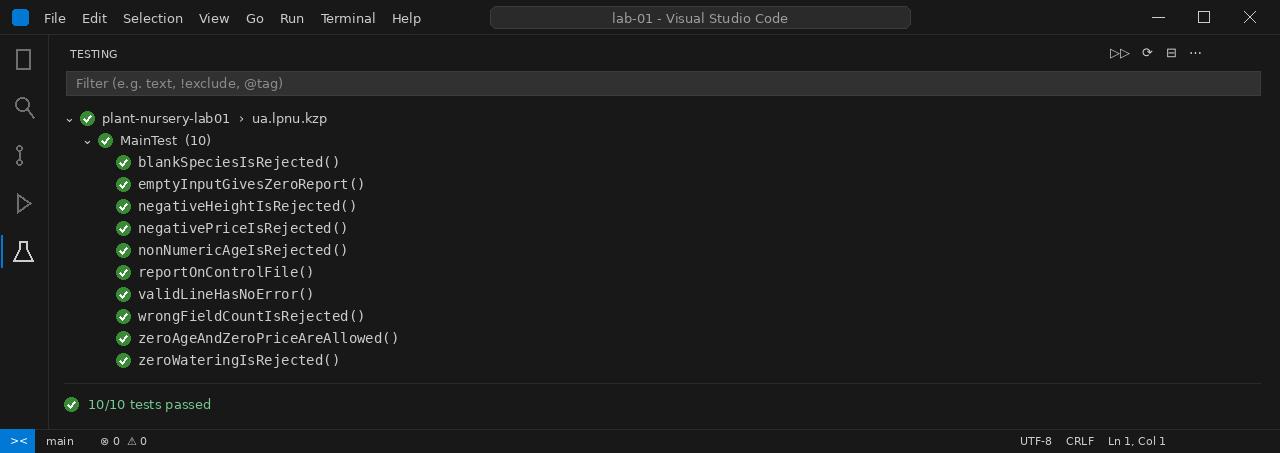 File Edit Selection View Go Run Terminal Help lab-01 - Visual Studio Code
TESTING
Filter (e.g. text, !exclude, @tag)
plant-nursery-lab01 › ua.lpnu.kzp
MainTest (10)
blankSpeciesIsRejected()
emptyInputGivesZeroReport()
negativeHeightIsRejected()
negativePriceIsRejected()
nonNumericAgeIsRejected()
reportOnControlFile()
validLineHasNoError()
wrongFieldCountIsRejected()
zeroAgeAndZeroPriceAreAllowed()
zeroWateringIsRejected()
10/10 tests passed
>< main ⊗ 0 ⚠ 0 UTF-8 CRLF Ln 1, Col 1